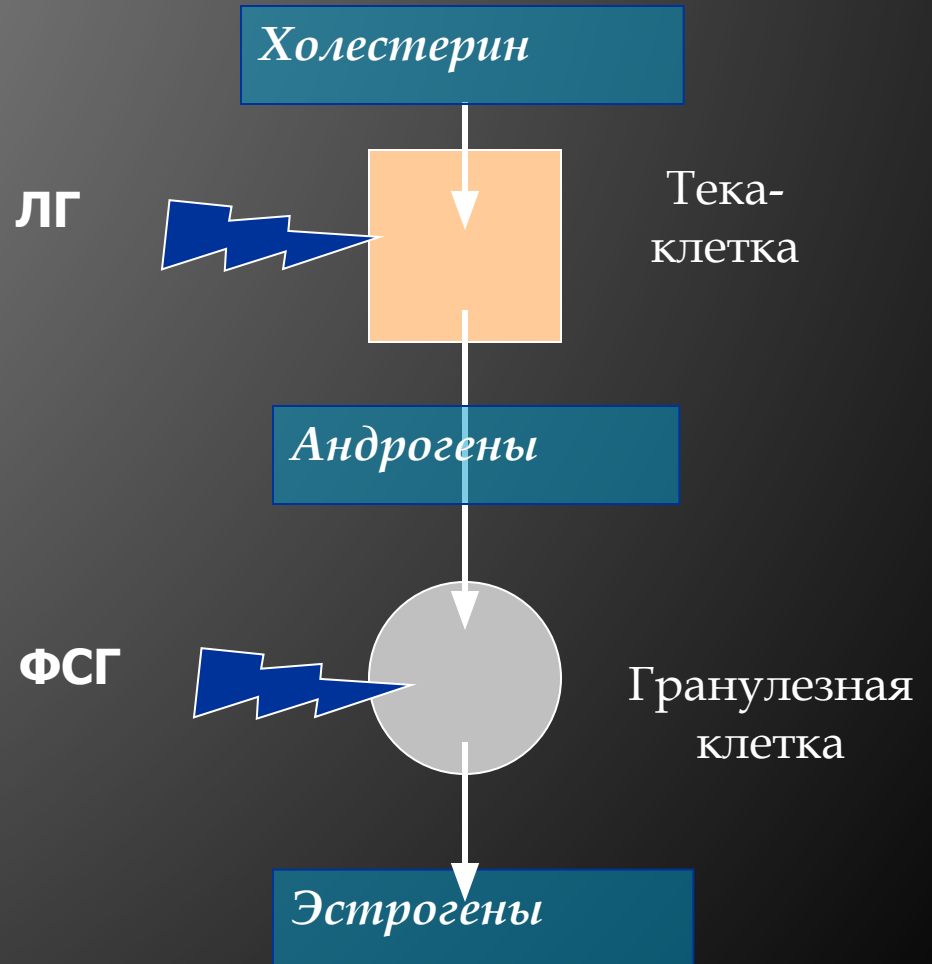 Холестерин
ЛГ
Тека-
клетка
Андрогены
ФСГ
Гранулезная
клетка
Эстрогены